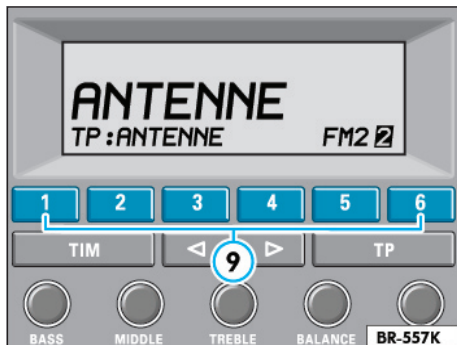 ANTENNE
TP:ANTENNE FM2 2
1 2 3 4 5 6
TIM ◁ ▷ TP
9
BASS MIDDLE TREBLE BALANCE BR-557K